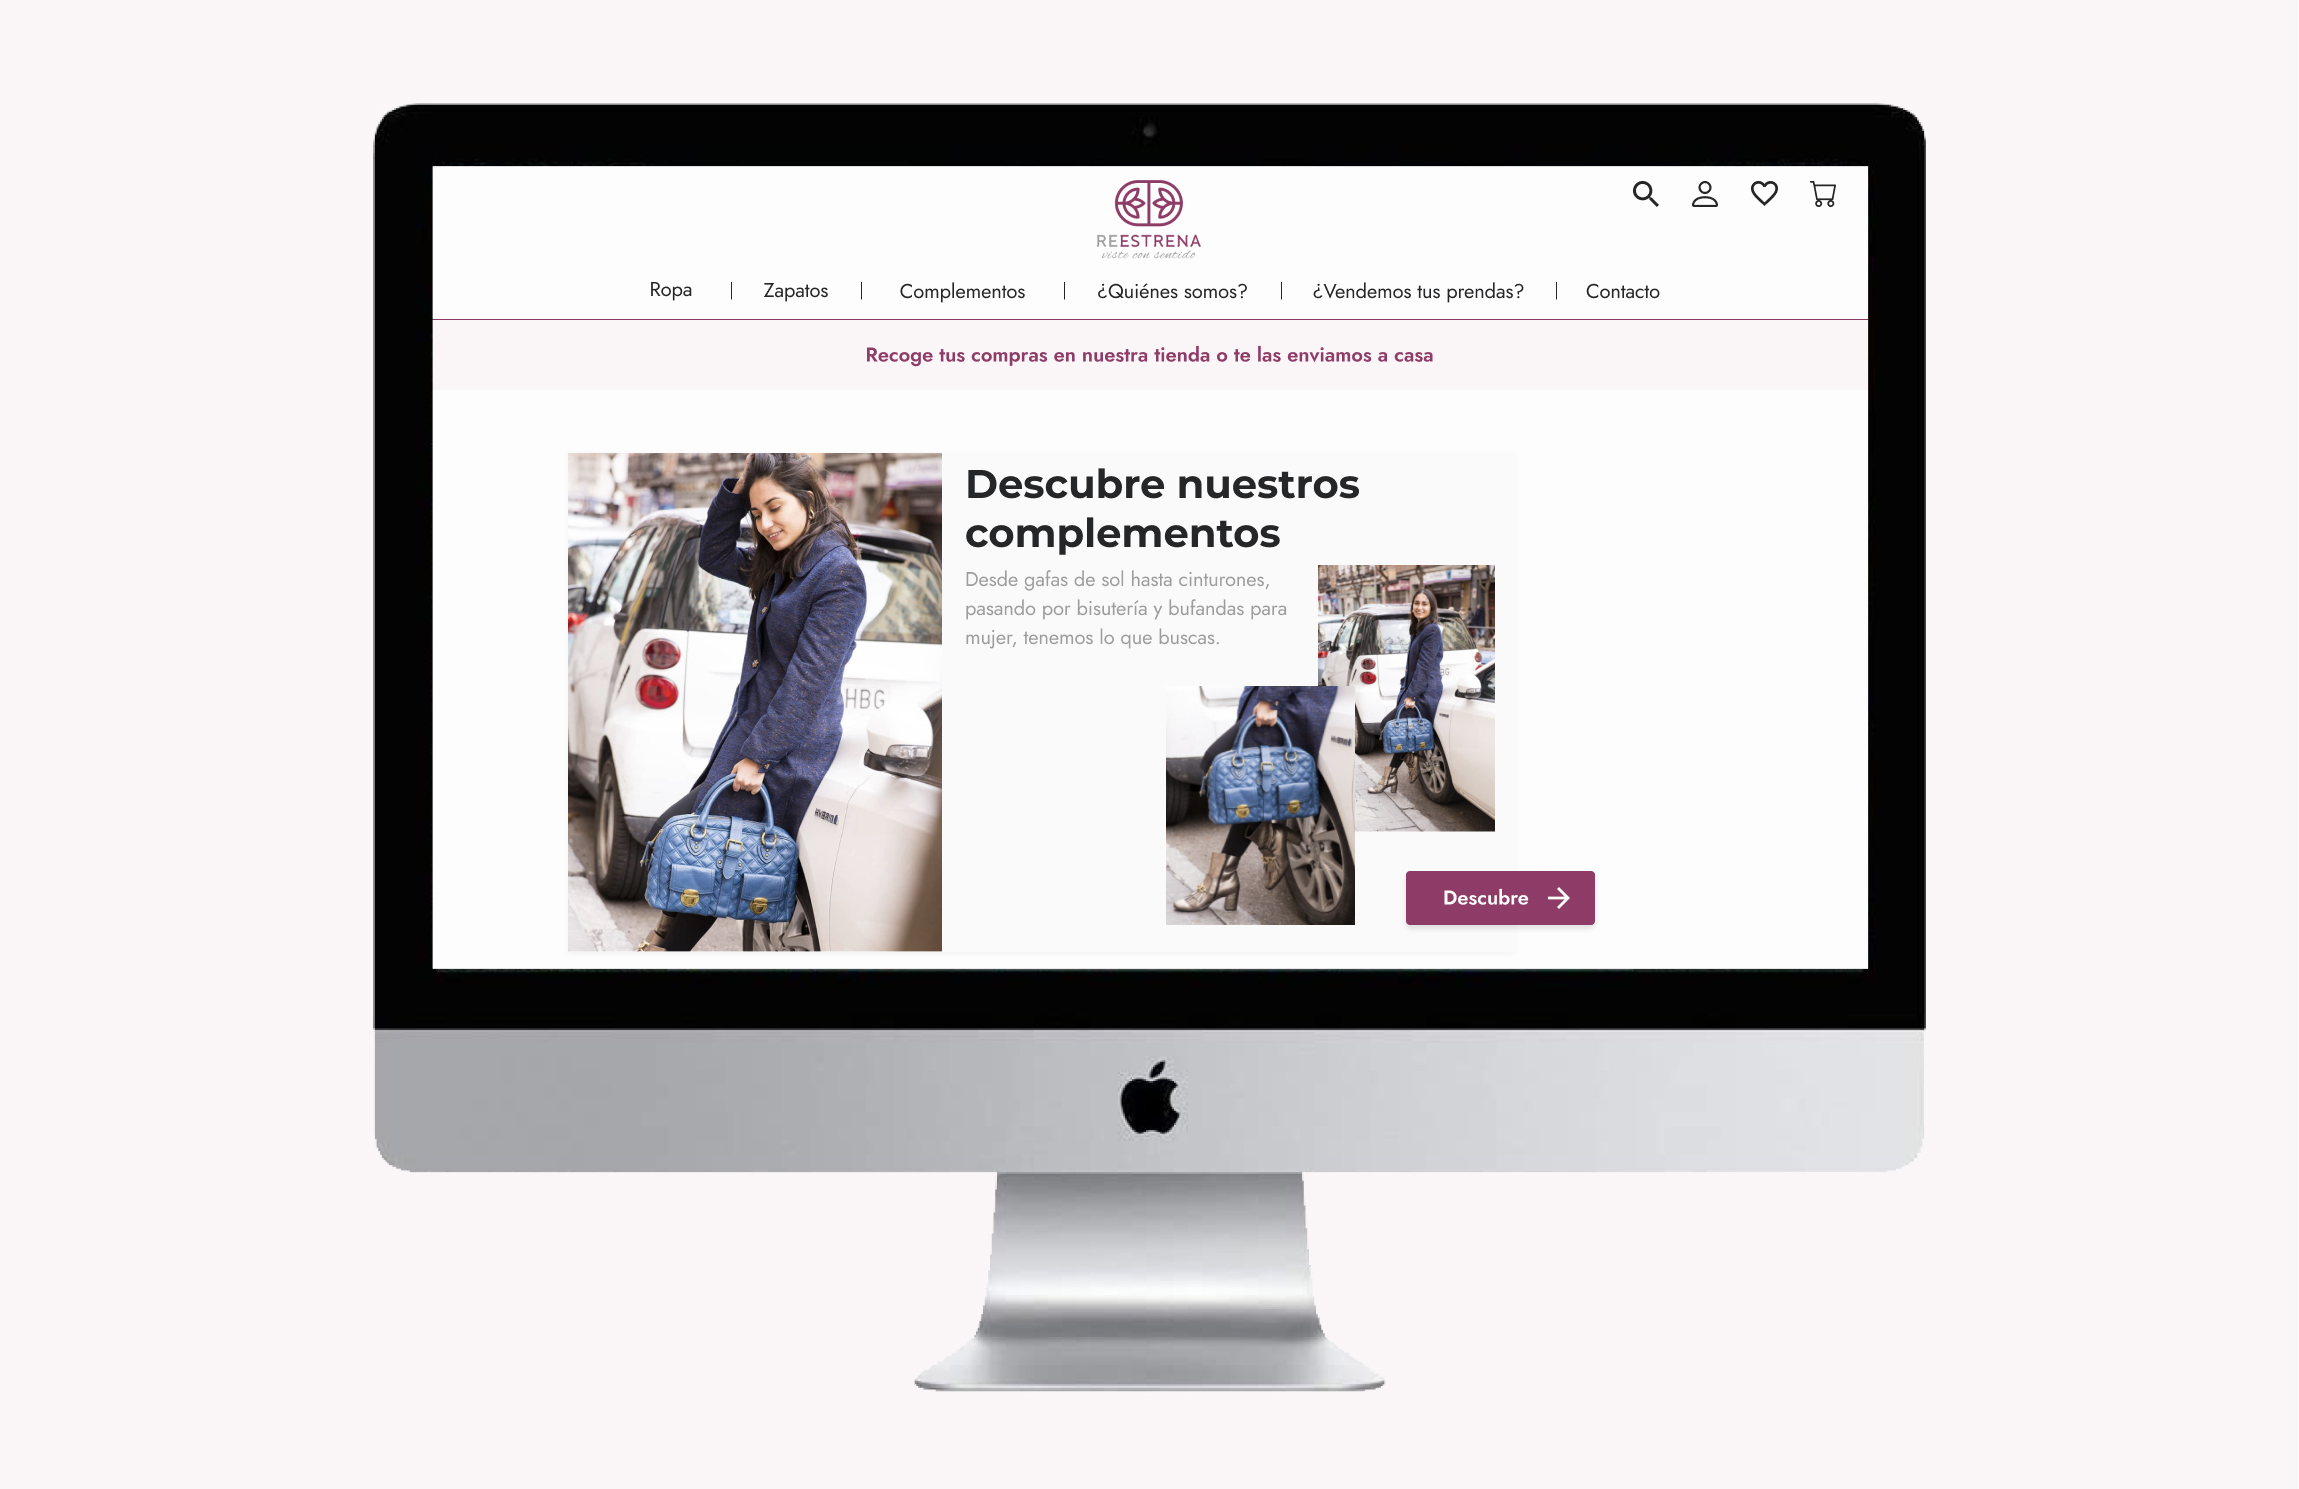 REESTRENA
viste con sentido
Ropa | Zapatos | Complementos | ¿Quiénes somos? | ¿Vendemos tus prendas? | Contacto
Recoge tus compras en nuestra tienda o te las enviamos a casa
Descubre nuestros
complementos
Desde gafas de sol hasta cinturones,
pasando por bisutería y bufandas para
mujer, tenemos lo que buscas.
HBG
HYBRID
Descubre